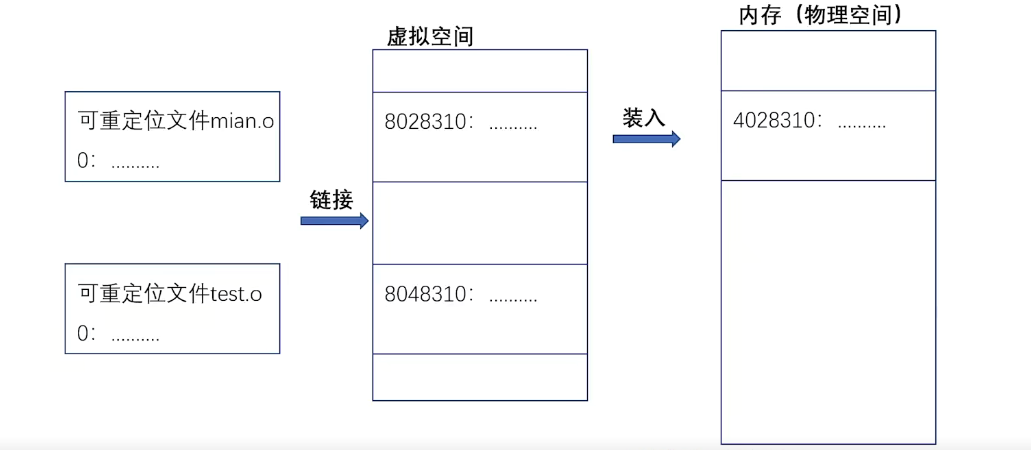 可重定位文件mian.o
0: ..........
可重定位文件test.o
0: ..........
链接
虚拟空间
8028310: ..........
8048310: ..........
装入
内存（物理空间）
4028310: ..........